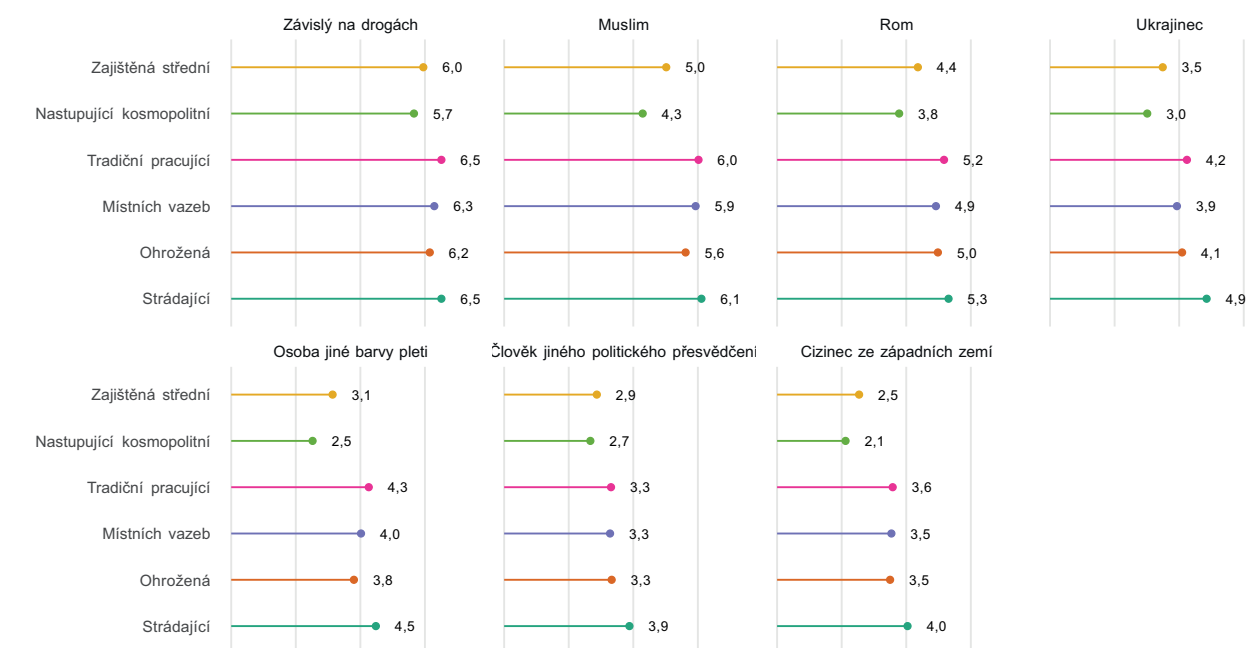 Závislý na drogách Muslim Rom Ukrajinec
Zajištěná střední 6,0 5,0 4,4 3,5
Nastupující kosmopolitní 5,7 4,3 3,8 3,0
Tradiční pracující 6,5 6,0 5,2 4,2
Místních vazeb 6,3 5,9 4,9 3,9
Ohrožená 6,2 5,6 5,0 4,1
Strádající 6,5 6,1 5,3 4,9
Osoba jiné barvy pleti Člověk jiného politického přesvědčení Cizinec ze západních zemí
Zajištěná střední 3,1 2,9 2,5
Nastupující kosmopolitní 2,5 2,7 2,1
Tradiční pracující 4,3 3,3 3,6
Místních vazeb 4,0 3,3 3,5
Ohrožená 3,8 3,3 3,5
Strádající 4,5 3,9 4,0